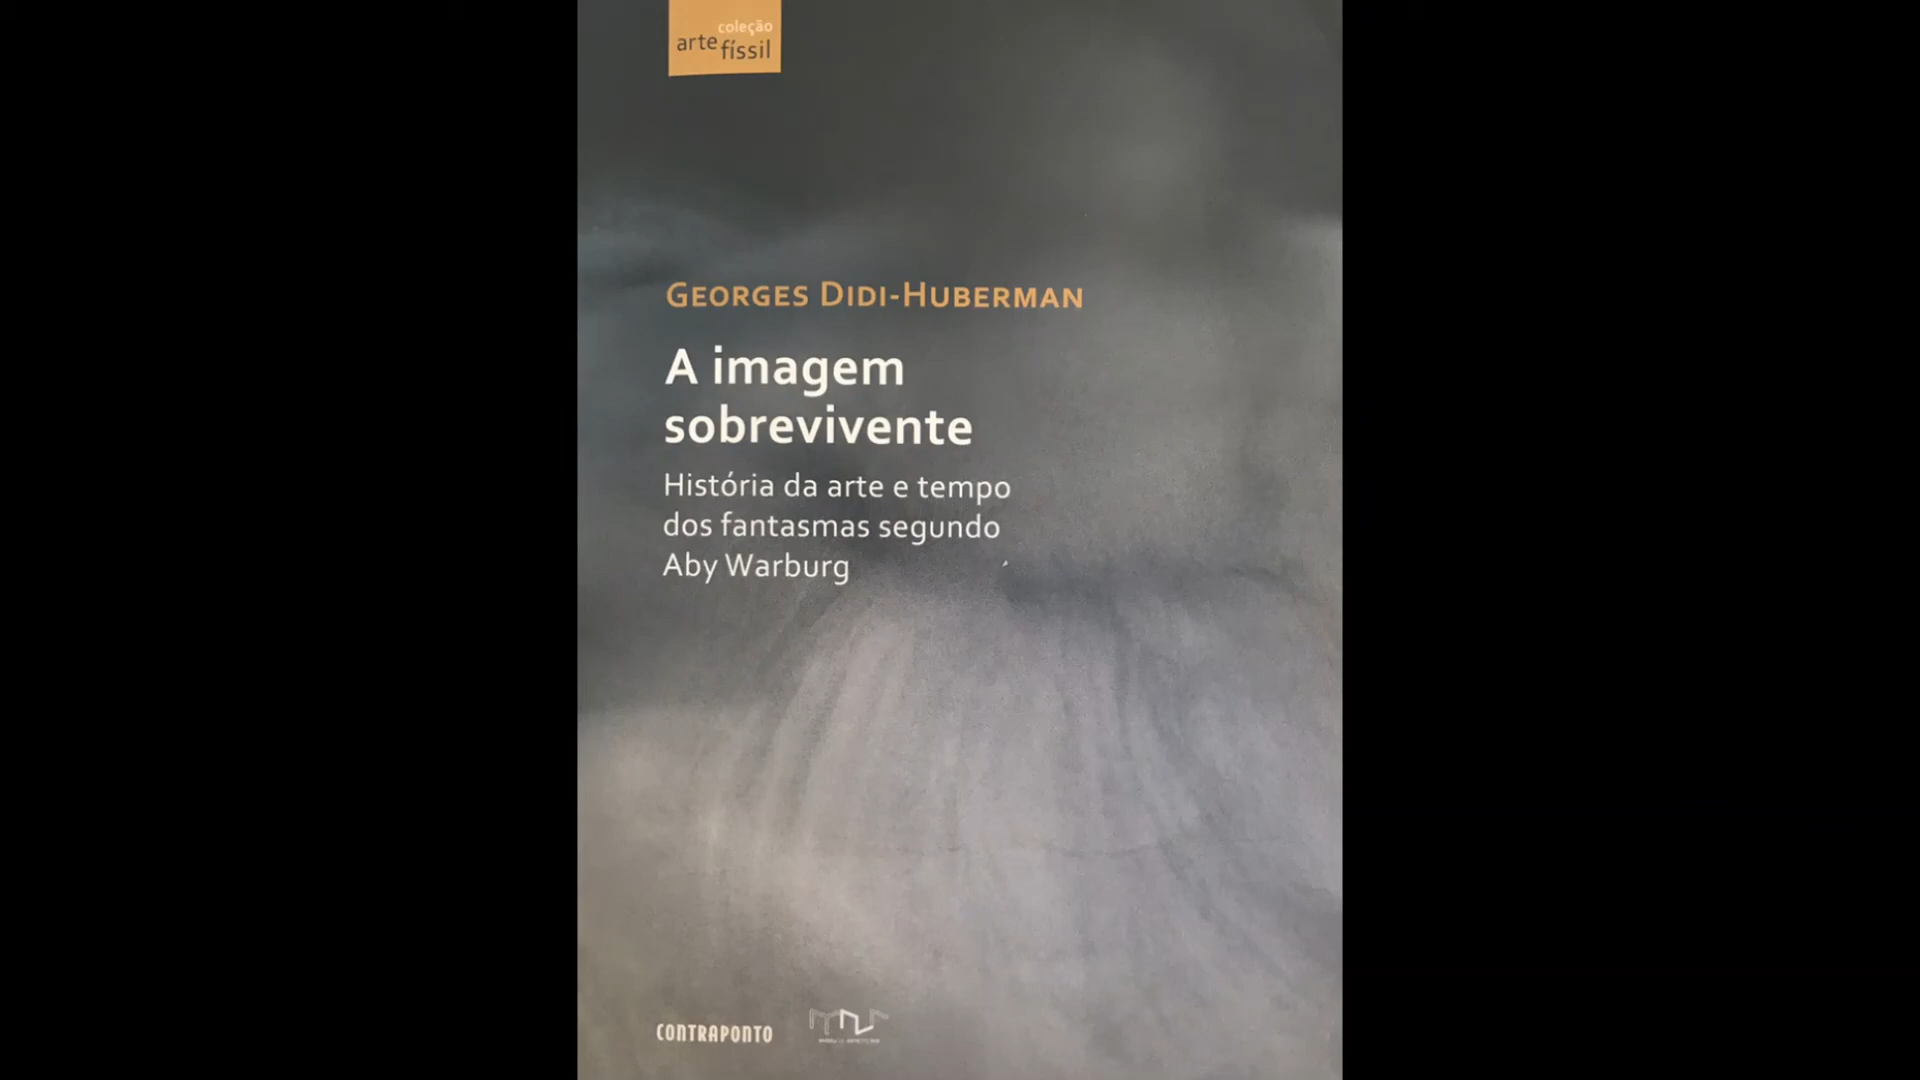 coleção
arte físsil
GEORGES DIDI-HUBERMAN
A imagem
sobrevivente
História da arte e tempo
dos fantasmas segundo
Aby Warburg
CONTRAPONTO